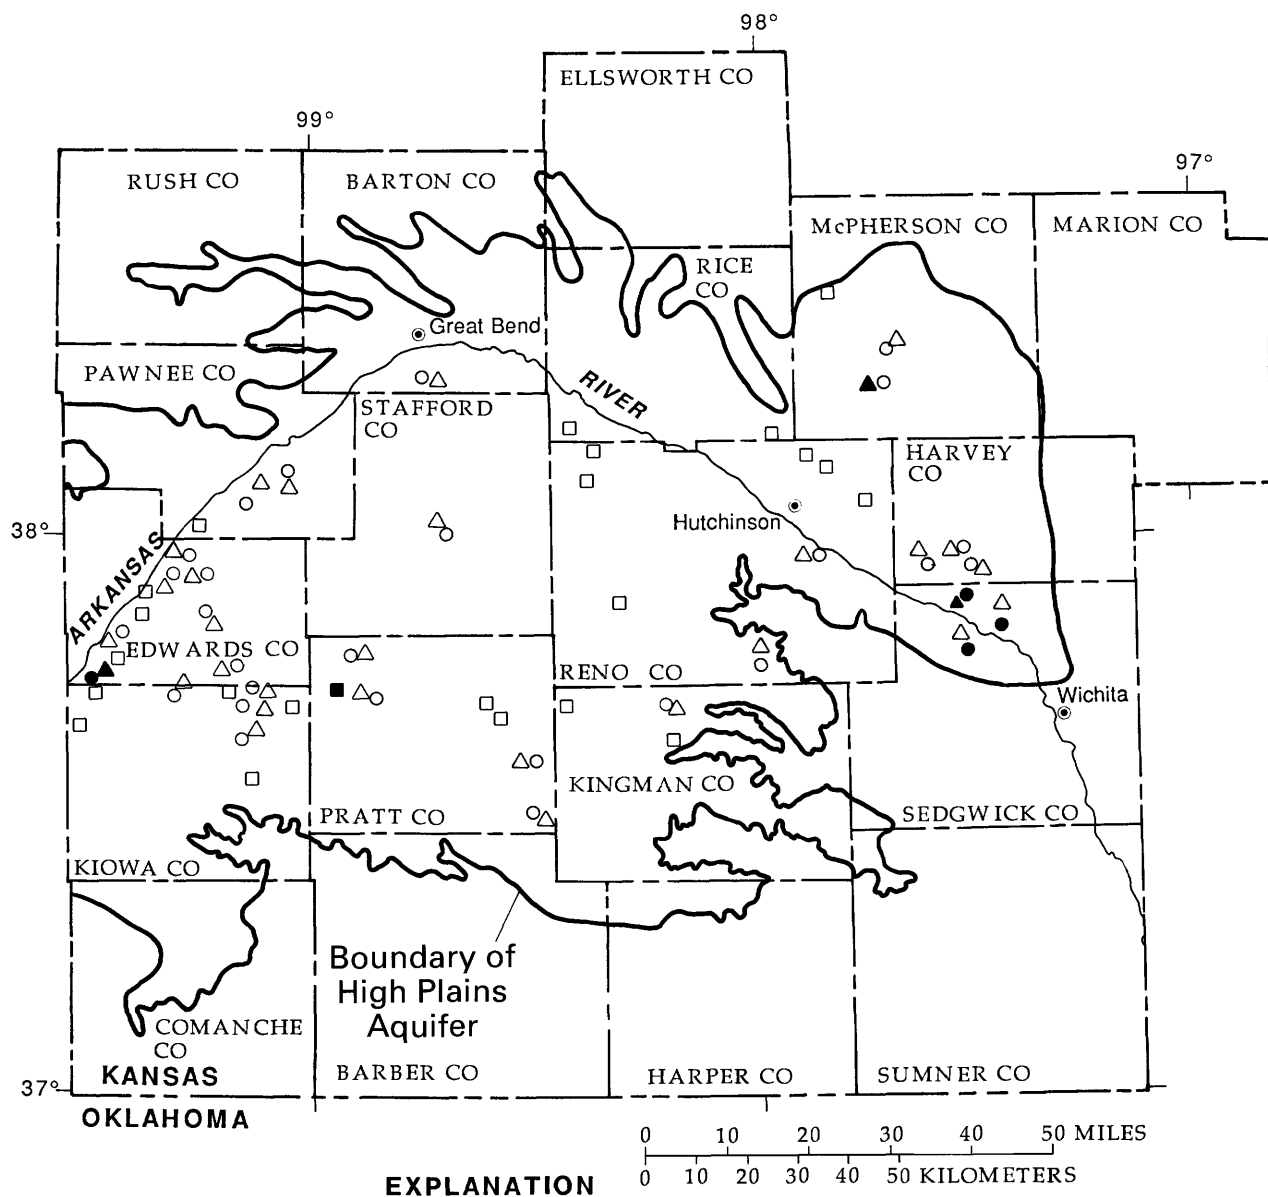 98°
ELLSWORTH CO
99°
97°
RUSH CO
BARTON CO
McPHERSON CO
MARION CO
RICE
CO
Great Bend
PAWNEE CO
RIVER
STAFFORD
CO
HARVEY
CO
38°
Hutchinson
ARKANSAS
EDWARDS CO
RENO CO
Wichita
KINGMAN CO
PRATT CO
SEDGWICK CO
KIOWA CO
Boundary of
High Plains
Aquifer
COMANCHE
CO
37°
KANSAS
BARBER CO
HARPER CO
SUMNER CO
OKLAHOMA
0 10 20 30 40 50 MILES
0 10 20 30 40 50 KILOMETERS
EXPLANATION